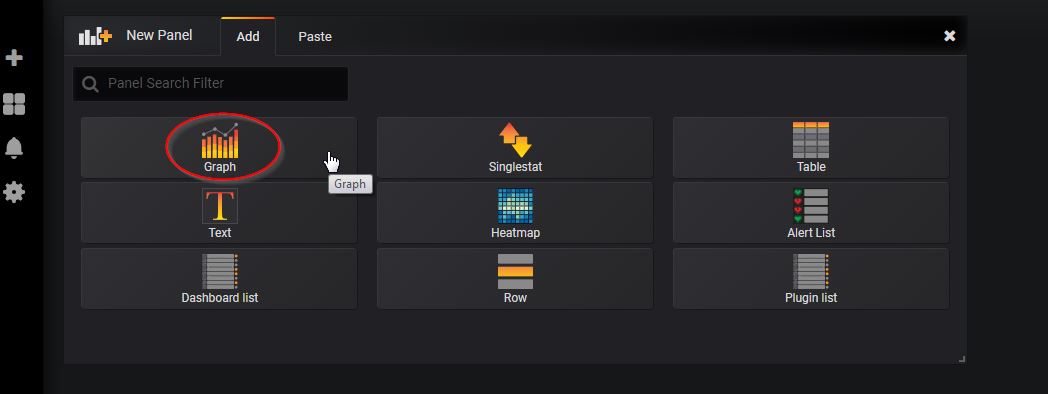 New Panel Add Paste
Panel Search Filter
Graph Singlestat Table
Graph
Text Heatmap Alert List
Dashboard list Row Plugin list